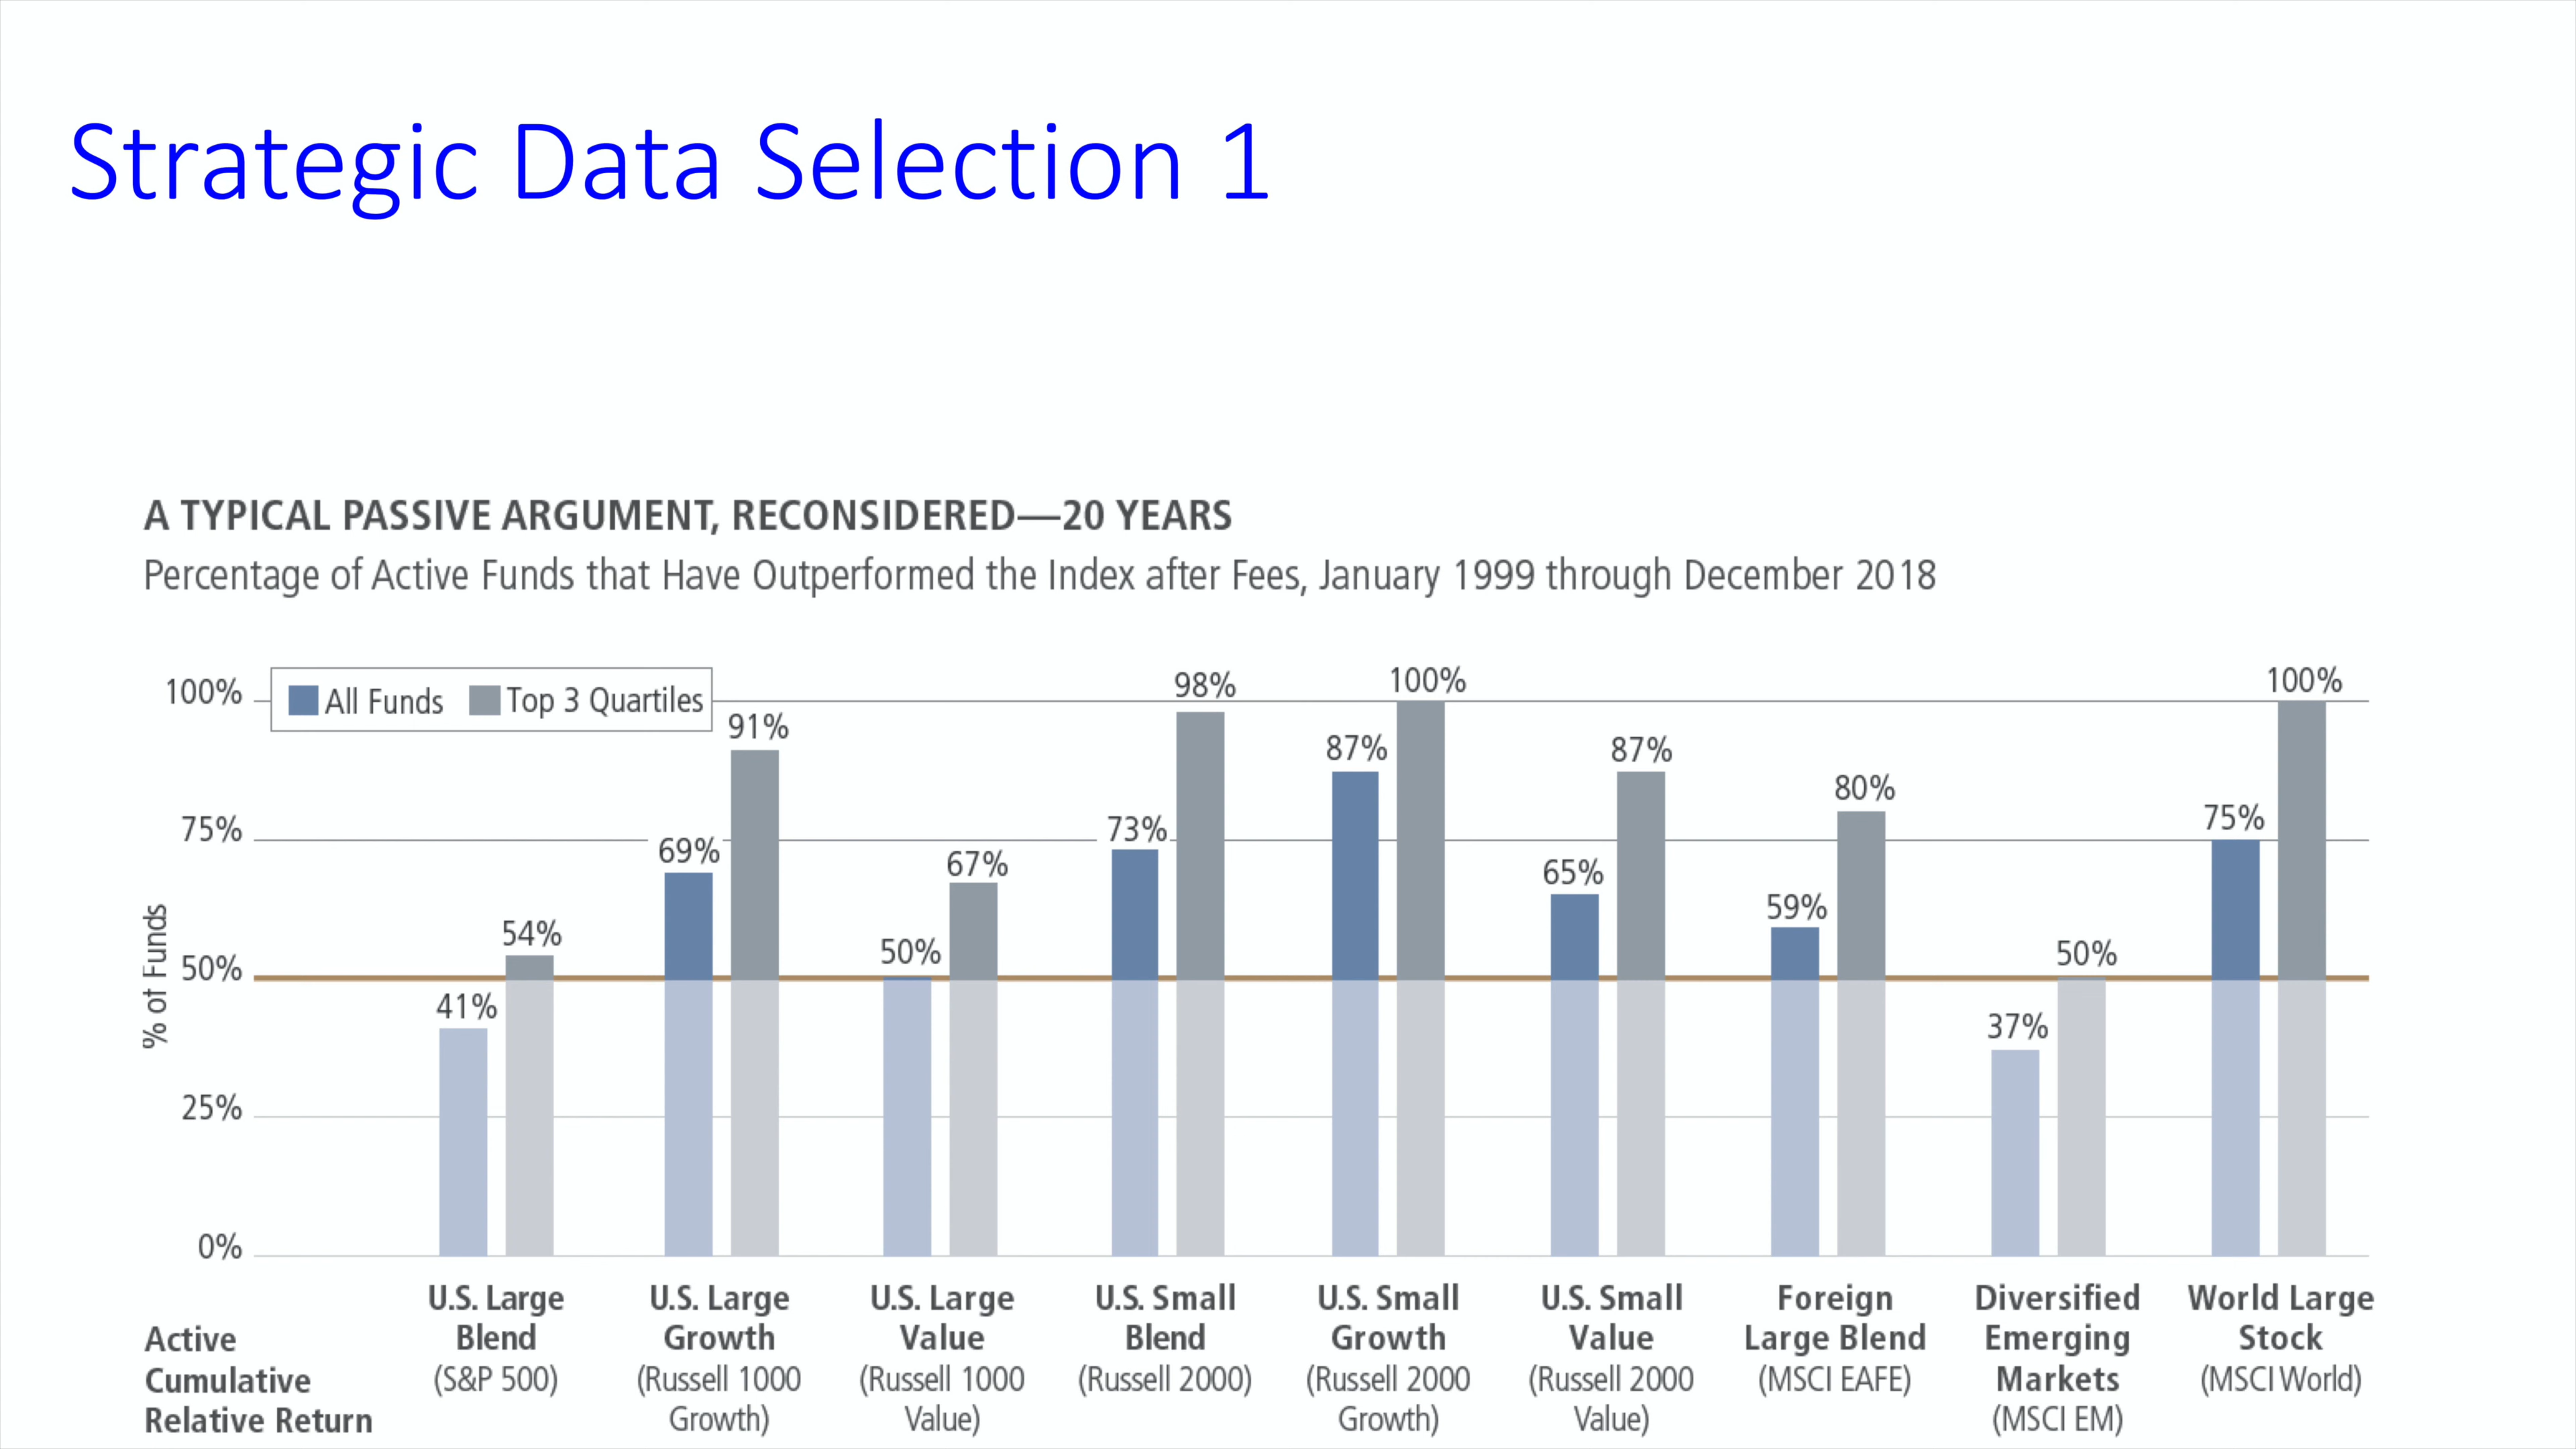 Strategic Data Selection 1
A TYPICAL PASSIVE ARGUMENT, RECONSIDERED—20 YEARS
Percentage of Active Funds that Have Outperformed the Index after Fees, January 1999 through December 2018
% of Funds
100%
75%
50%
25%
0%
All Funds
Top 3 Quartiles
41%
54%
69%
91%
50%
67%
73%
98%
87%
100%
65%
87%
59%
80%
37%
50%
75%
100%
Active
Cumulative
Relative Return
U.S. Large
Blend
(S&P 500)
U.S. Large
Growth
(Russell 1000
Growth)
U.S. Large
Value
(Russell 1000
Value)
U.S. Small
Blend
(Russell 2000)
U.S. Small
Growth
(Russell 2000
Growth)
U.S. Small
Value
(Russell 2000
Value)
Foreign
Large Blend
(MSCI EAFE)
Diversified
Emerging
Markets
(MSCI EM)
World Large
Stock
(MSCI World)